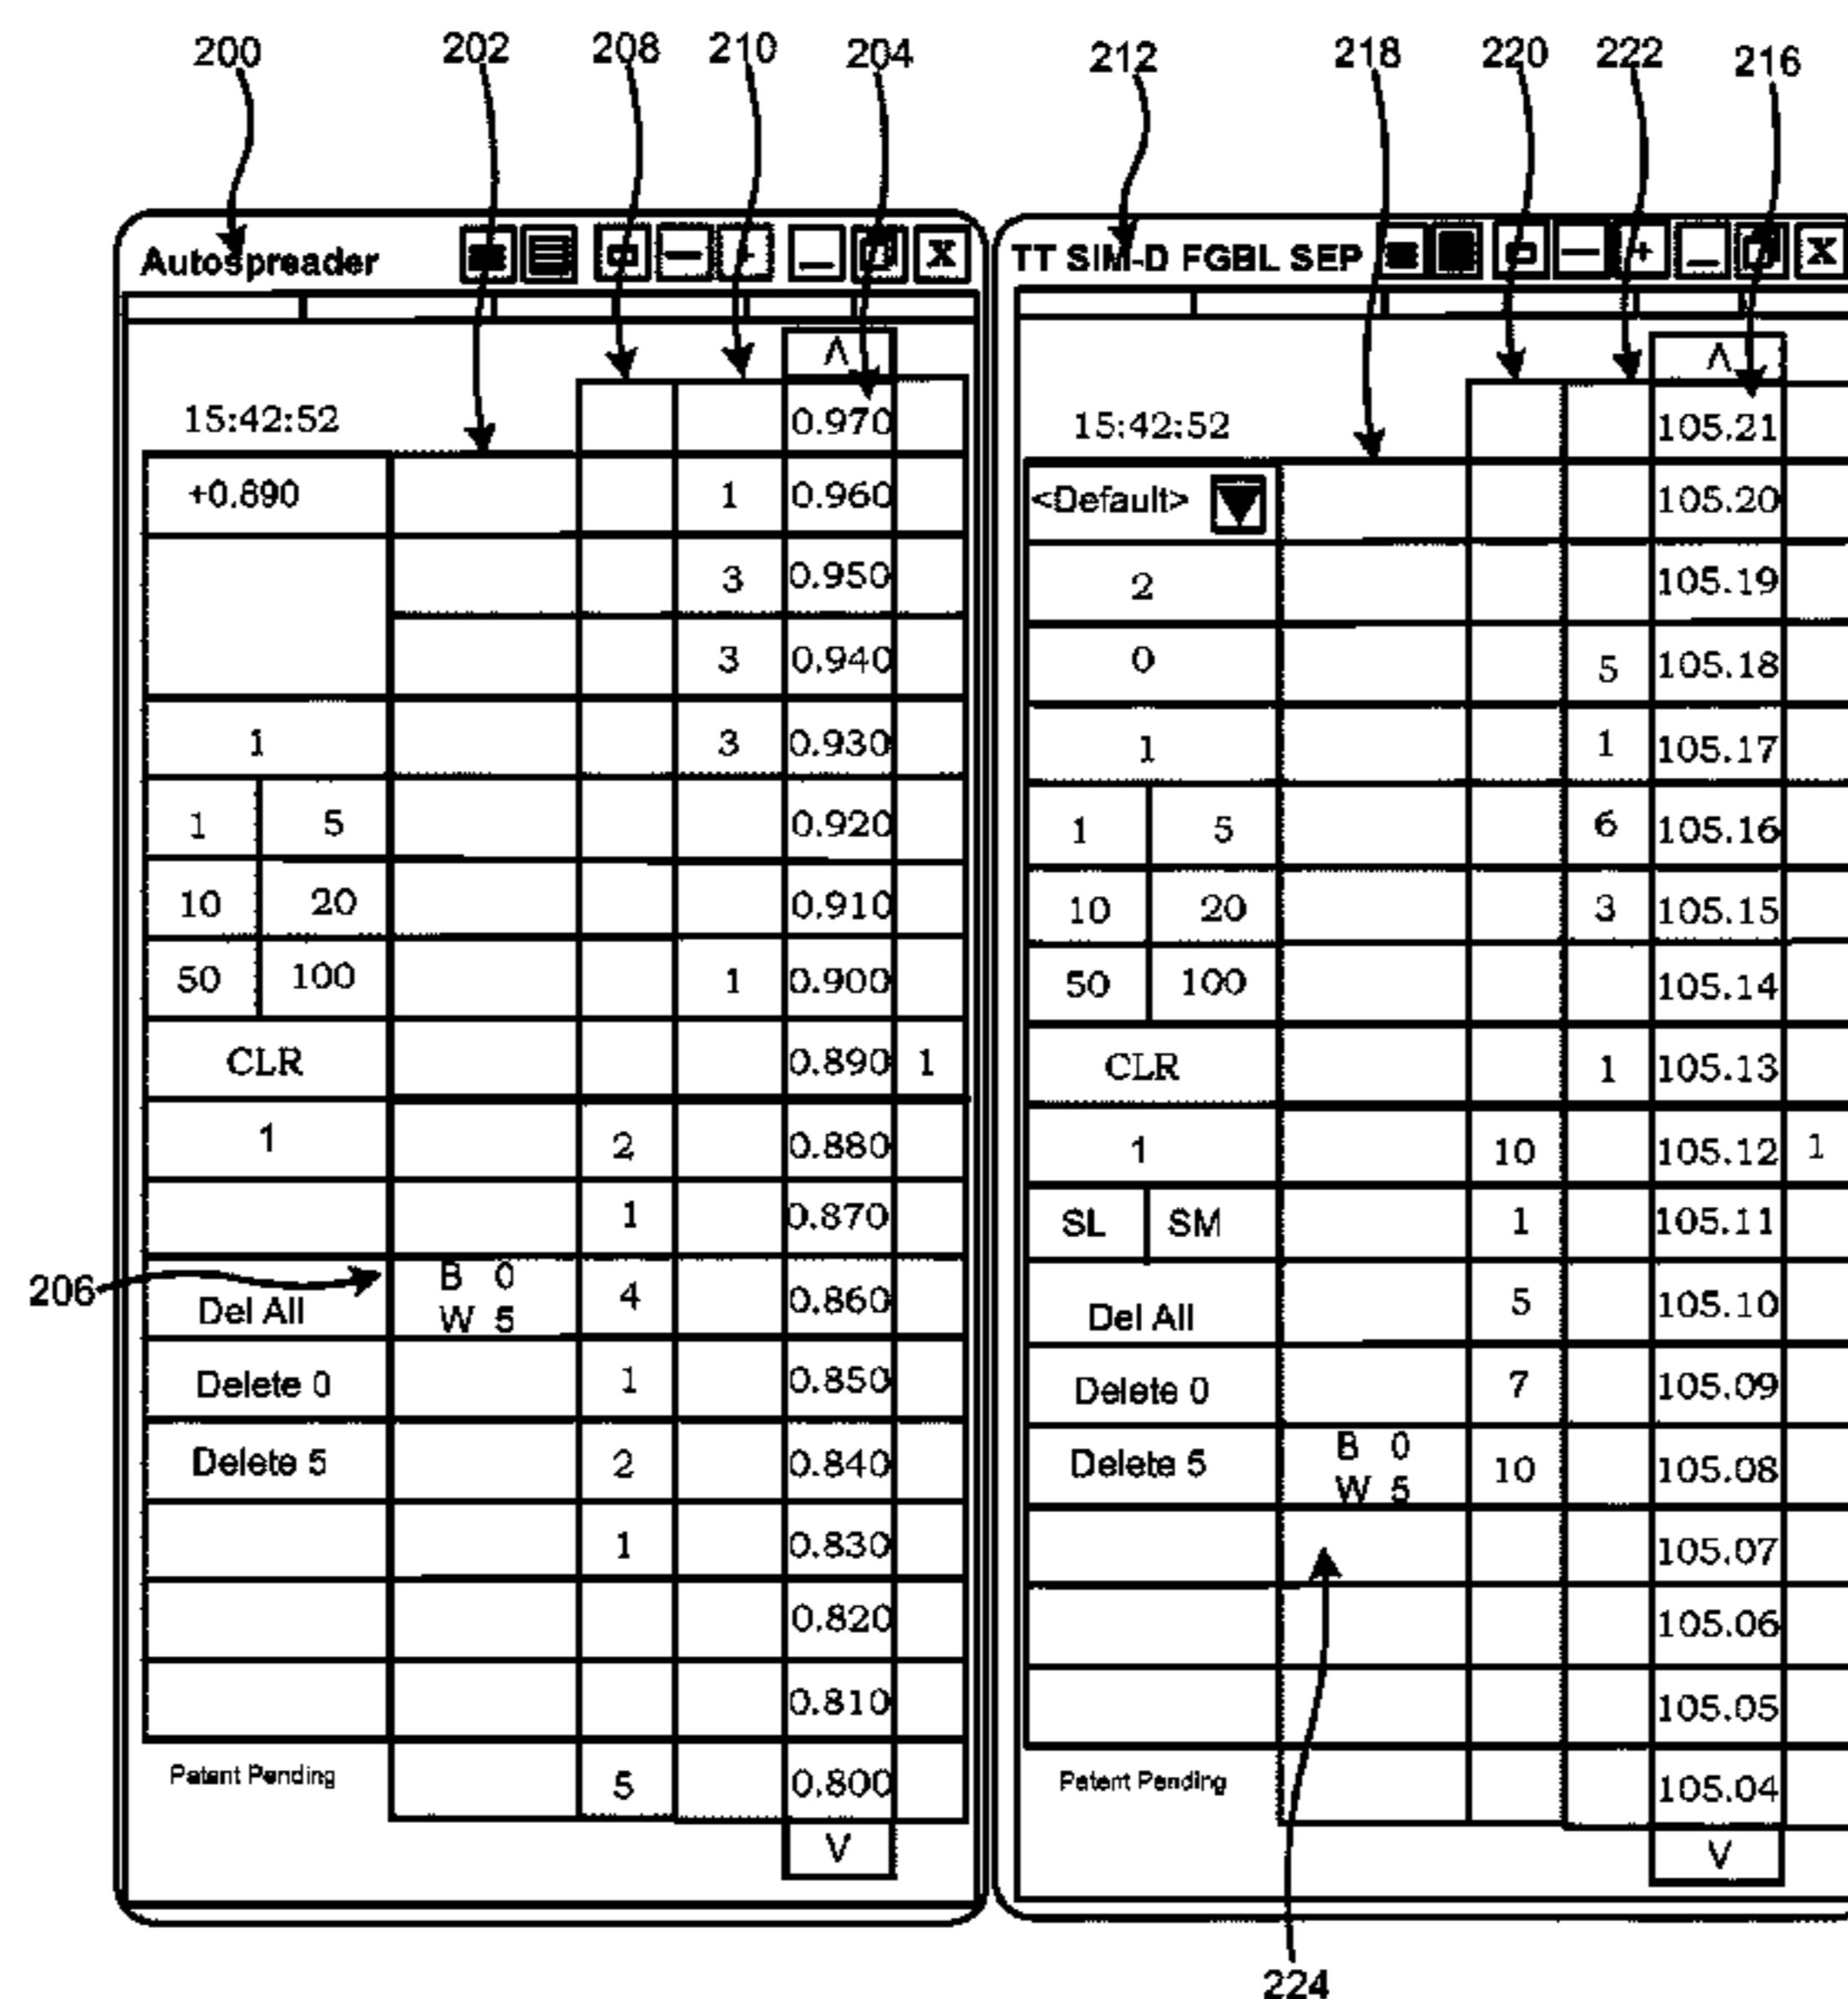 200 202 208 210 204 212 218 220 222 216
Autospreader X
TT SIM-D FGBL SEP X
15:42:52 0.970
+0.890 1 0.960
3 0.950
3 0.940
1 3 0.930
1 5 0.920
10 20 0.910
50 100 1 0.900
CLR 0.890 1
1 2 0.880
1 0.870
206
Del All B 0 W 5 4 0.860
Delete 0 1 0.850
Delete 5 2 0.840
1 0.830
0.820
0.810
Patent Pending 5 0.800
V
15:42:52 105.21
<Default> 105.20
2 105.19
0 5 105.18
1 1 105.17
1 5 6 105.16
10 20 3 105.15
50 100 105.14
CLR 1 105.13
1 10 105.12 1
SL SM 1 105.11
Del All 5 105.10
Delete 0 7 105.09
Delete 5 B 0 W 5 10 105.08
105.07
105.06
105.05
Patent Pending 105.04
V
224